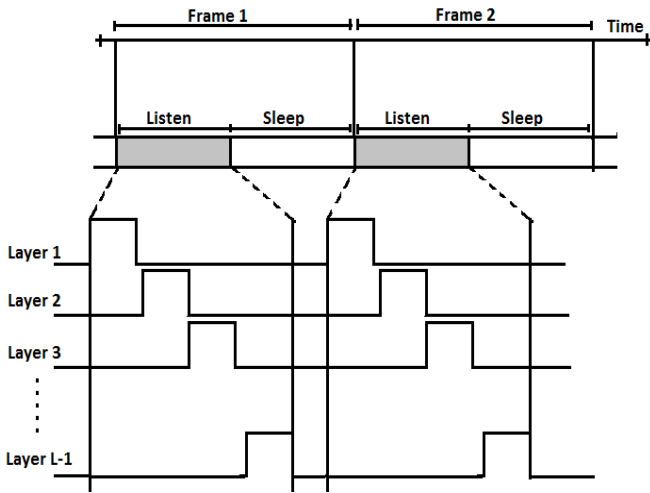 Frame 1
Frame 2
Time
Listen
Sleep
Listen
Sleep
Layer 1
Layer 2
Layer 3
Layer L-1